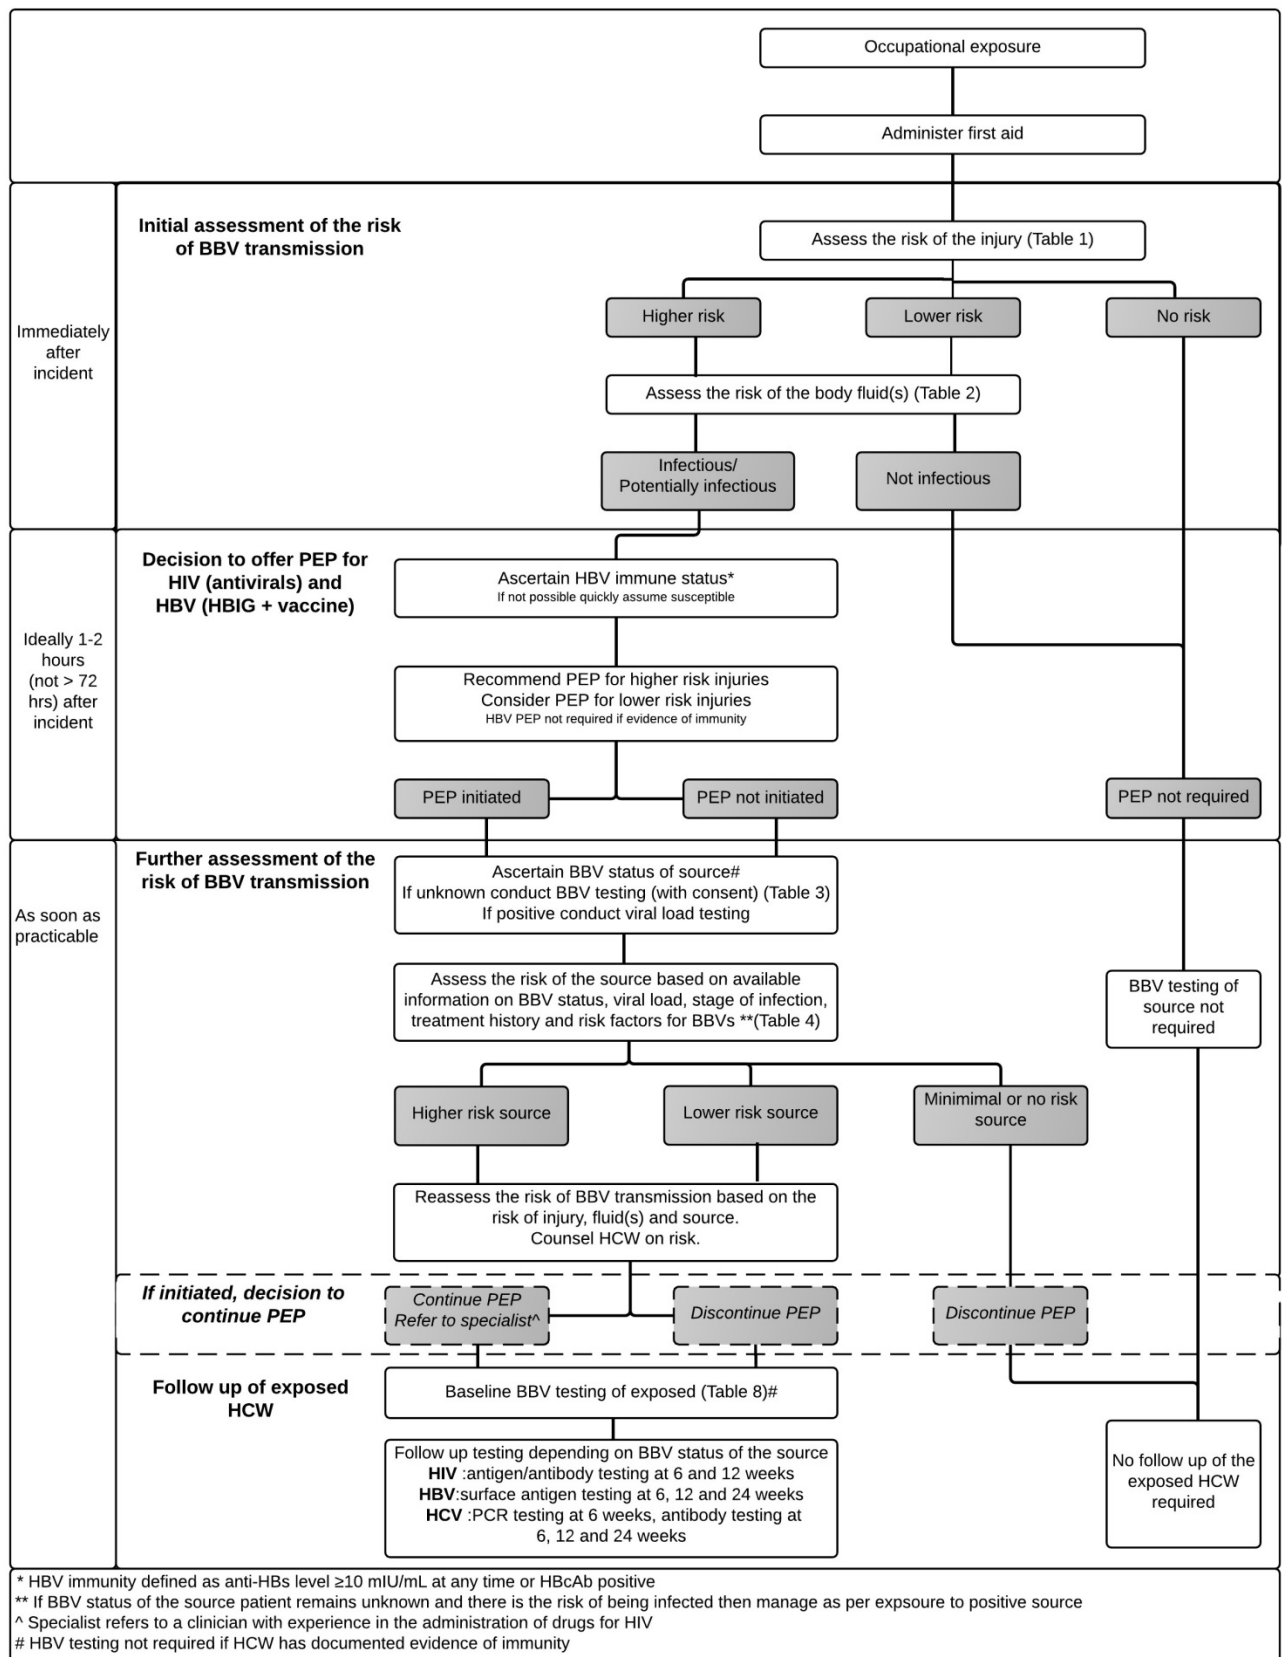 Occupational exposure
Administer first aid
Immediately
after
incident
Initial assessment of the risk
of BBV transmission
Assess the risk of the injury (Table 1)
Higher risk
Lower risk
No risk
Assess the risk of the body fluid(s) (Table 2)
Infectious/
Potentially infectious
Not infectious
Ideally 1-2
hours
(not > 72
hrs) after
incident
Decision to offer PEP for
HIV (antivirals) and
HBV (HBIG + vaccine)
Ascertain HBV immune status*
If not possible quickly assume susceptible
Recommend PEP for higher risk injuries
Consider PEP for lower risk injuries
HBV PEP not required if evidence of immunity
PEP initiated
PEP not initiated
PEP not required
As soon as
practicable
Further assessment of the
risk of BBV transmission
Ascertain BBV status of source#
If unknown conduct BBV testing (with consent) (Table 3)
If positive conduct viral load testing
Assess the risk of the source based on available
information on BBV status, viral load, stage of infection,
treatment history and risk factors for BBVs **(Table 4)
BBV testing of
source not
required
Higher risk source
Lower risk source
Minimimal or no risk
source
Reassess the risk of BBV transmission based on the
risk of injury, fluid(s) and source.
Counsel HCW on risk.
If initiated, decision to
continue PEP
Continue PEP
Refer to specialist^
Discontinue PEP
Discontinue PEP
Follow up of exposed
HCW
Baseline BBV testing of exposed (Table 8)#
Follow up testing depending on BBV status of the source
HIV :antigen/antibody testing at 6 and 12 weeks
HBV:surface antigen testing at 6, 12 and 24 weeks
HCV :PCR testing at 6 weeks, antibody testing at
6, 12 and 24 weeks
No follow up of the
exposed HCW
required
* HBV immunity defined as anti-HBs level ≥10 mIU/mL at any time or HBcAb positive
** If BBV status of the source patient remains unknown and there is the risk of being infected then manage as per expsoure to positive source
^ Specialist refers to a clinician with experience in the administration of drugs for HIV
# HBV testing not required if HCW has documented evidence of immunity